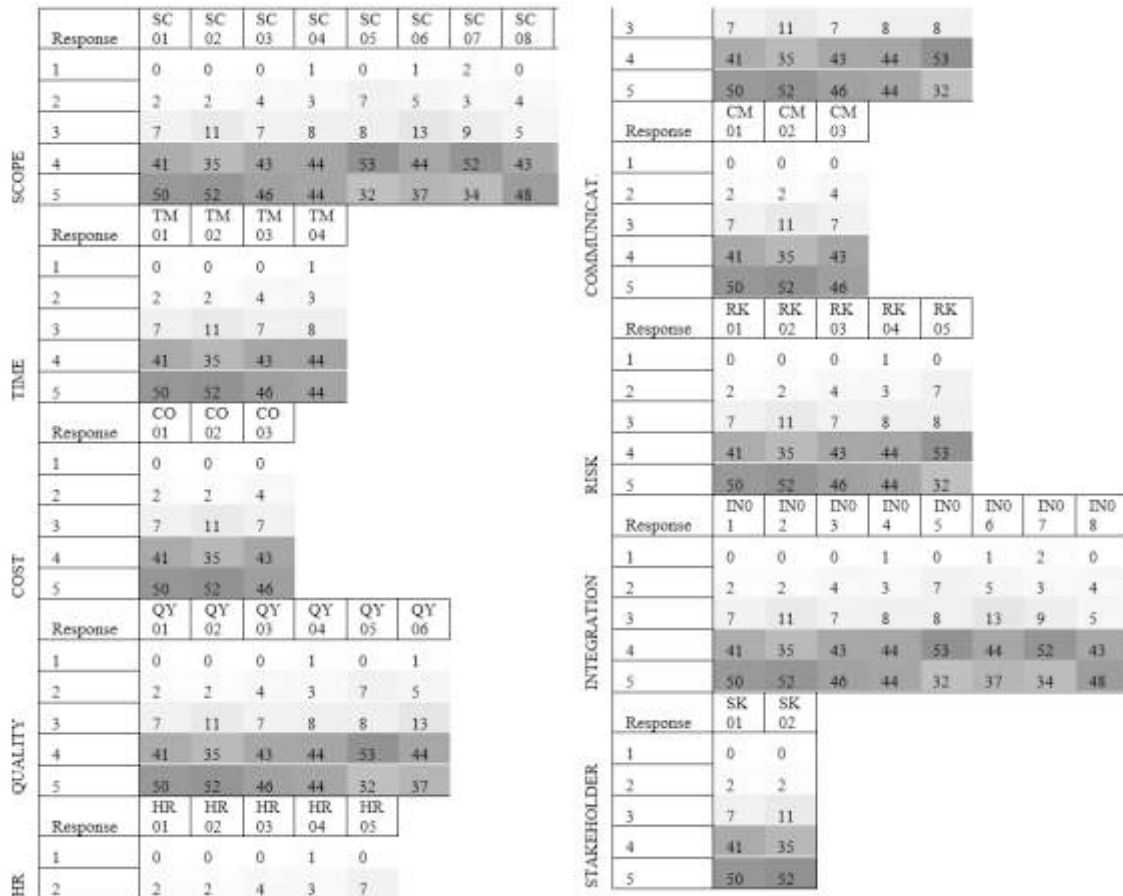 SCOPE
Response SC 01 SC 02 SC 03 SC 04 SC 05 SC 06 SC 07 SC 08
1 0 0 0 1 0 1 2 0
2 2 2 4 3 7 5 3 4
3 7 11 7 8 8 13 9 5
4 41 35 43 44 53 44 52 43
5 50 52 46 44 32 37 34 48
TIME
Response TM 01 TM 02 TM 03 TM 04
1 0 0 0 1
2 2 2 4 3
3 7 11 7 8
4 41 35 43 44
5 50 52 46 44
COST
Response CO 01 CO 02 CO 03
1 0 0 0
2 2 2 4
3 7 11 7
4 41 35 43
5 50 52 46
QUALITY
Response QY 01 QY 02 QY 03 QY 04 QY 05 QY 06
1 0 0 0 1 0 1
2 2 2 4 3 7 5
3 7 11 7 8 8 13
4 41 35 43 44 53 44
5 50 52 46 44 32 37
HR
Response HR 01 HR 02 HR 03 HR 04 HR 05
1 0 0 0 1 0
2 2 2 4 3 7
3 7 11 7 8 8
4 41 35 43 44 53
5 50 52 46 44 32
COMMUNICAT.
Response CM 01 CM 02 CM 03
1 0 0 0
2 2 2 4
3 7 11 7
4 41 35 43
5 50 52 46
RISK
Response RK 01 RK 02 RK 03 RK 04 RK 05
1 0 0 0 1 0
2 2 2 4 3 7
3 7 11 7 8 8
4 41 35 43 44 53
5 50 52 46 44 32
INTEGRATION
Response IN0 1 IN0 2 IN0 3 IN0 4 IN0 5 IN0 6 IN0 7 IN0 8
1 0 0 0 1 0 1 2 0
2 2 2 4 3 7 5 3 4
3 7 11 7 8 8 13 9 5
4 41 35 43 44 53 44 52 43
5 50 52 46 44 32 37 34 48
STAKEHOLDER
Response SK 01 SK 02
1 0 0
2 2 2
3 7 11
4 41 35
5 50 52